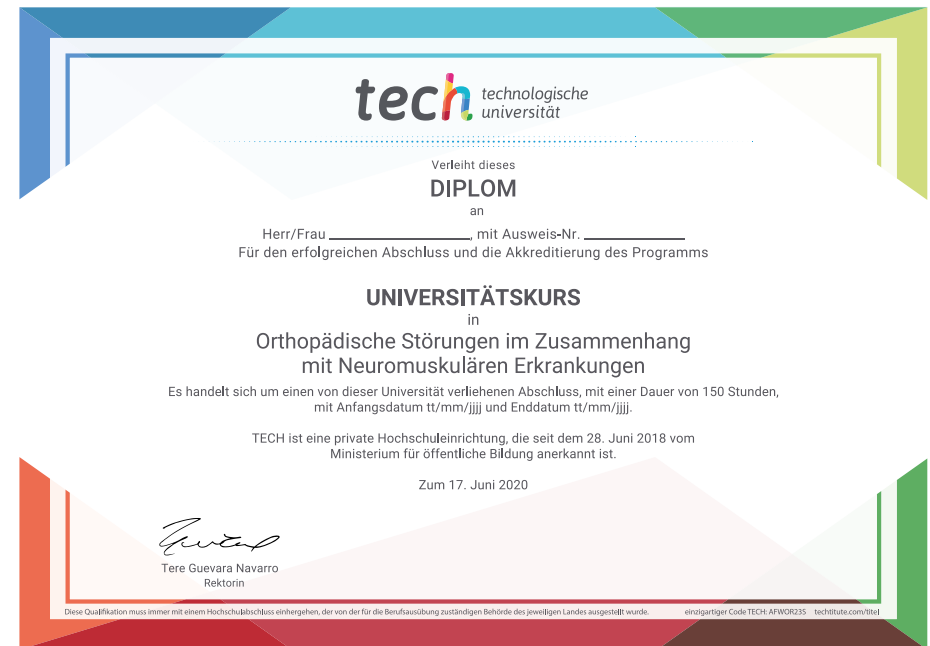 tech technologische
universität
Verleiht dieses
DIPLOM
an
Herr/Frau ____________________, mit Ausweis-Nr. ______________
Für den erfolgreichen Abschluss und die Akkreditierung des Programms
UNIVERSITÄTSKURS
in
Orthopädische Störungen im Zusammenhang
mit Neuromuskulären Erkrankungen
Es handelt sich um einen von dieser Universität verliehenen Abschluss, mit einer Dauer von 150 Stunden,
mit Anfangsdatum tt/mm/jjjj und Enddatum tt/mm/jjjj.
TECH ist eine private Hochschuleinrichtung, die seit dem 28. Juni 2018 vom
Ministerium für öffentliche Bildung anerkannt ist.
Zum 17. Juni 2020
Tere Guevara Navarro
Rektorin
Diese Qualifikation muss immer mit einem Hochschulabschluss einhergehen, der von der für die Berufsausübung zuständigen Behörde des jeweiligen Landes ausgestellt wurde. einzigartiger Code TECH: AFWOR23S techtitute.com/titel